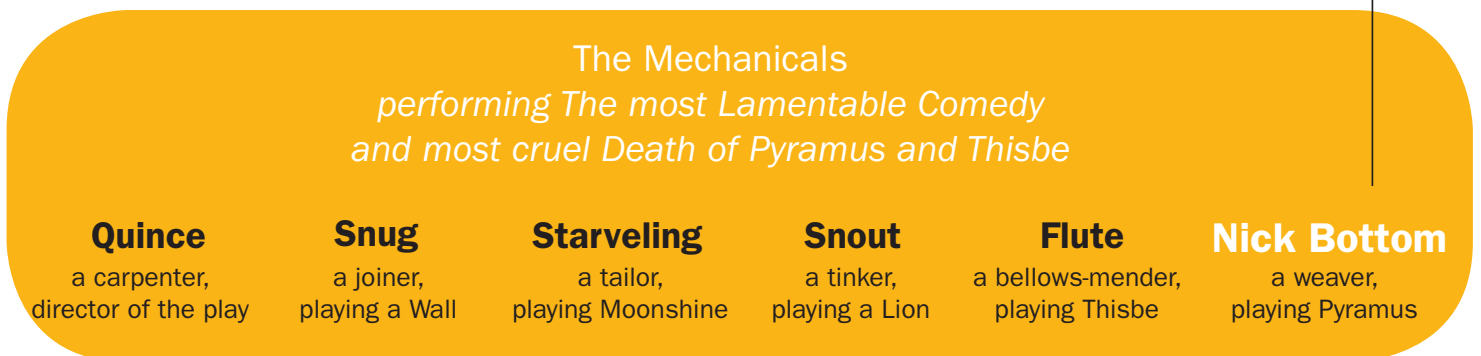 The Mechanicals
performing The most Lamentable Comedy
and most cruel Death of Pyramus and Thisbe
Quince
a carpenter,
director of the play
Snug
a joiner,
playing a Wall
Starveling
a tailor,
playing Moonshine
Snout
a tinker,
playing a Lion
Flute
a bellows-mender,
playing Thisbe
Nick Bottom
a weaver,
playing Pyramus